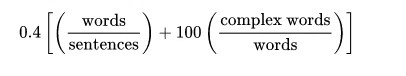 0.4 [ ( words / sentences ) + 100 ( complex words / words ) ]